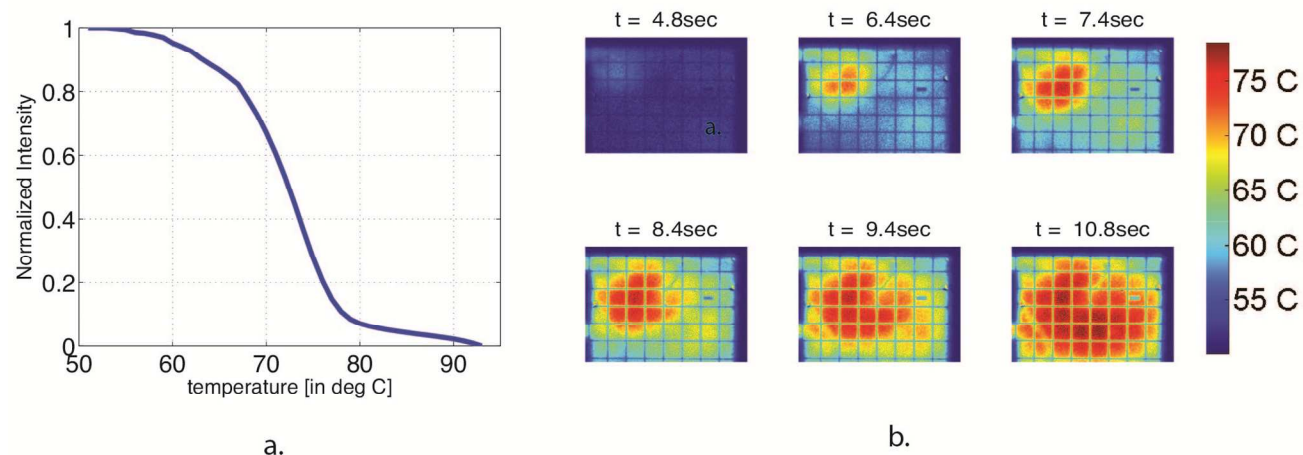 1
0.8
0.6
0.4
0.2
0
Normalized Intensity
50 60 70 80 90
temperature [in deg C]
a.
t = 4.8sec
t = 6.4sec
t = 7.4sec
a.
t = 8.4sec
t = 9.4sec
t = 10.8sec
75 C
70 C
65 C
60 C
55 C
b.